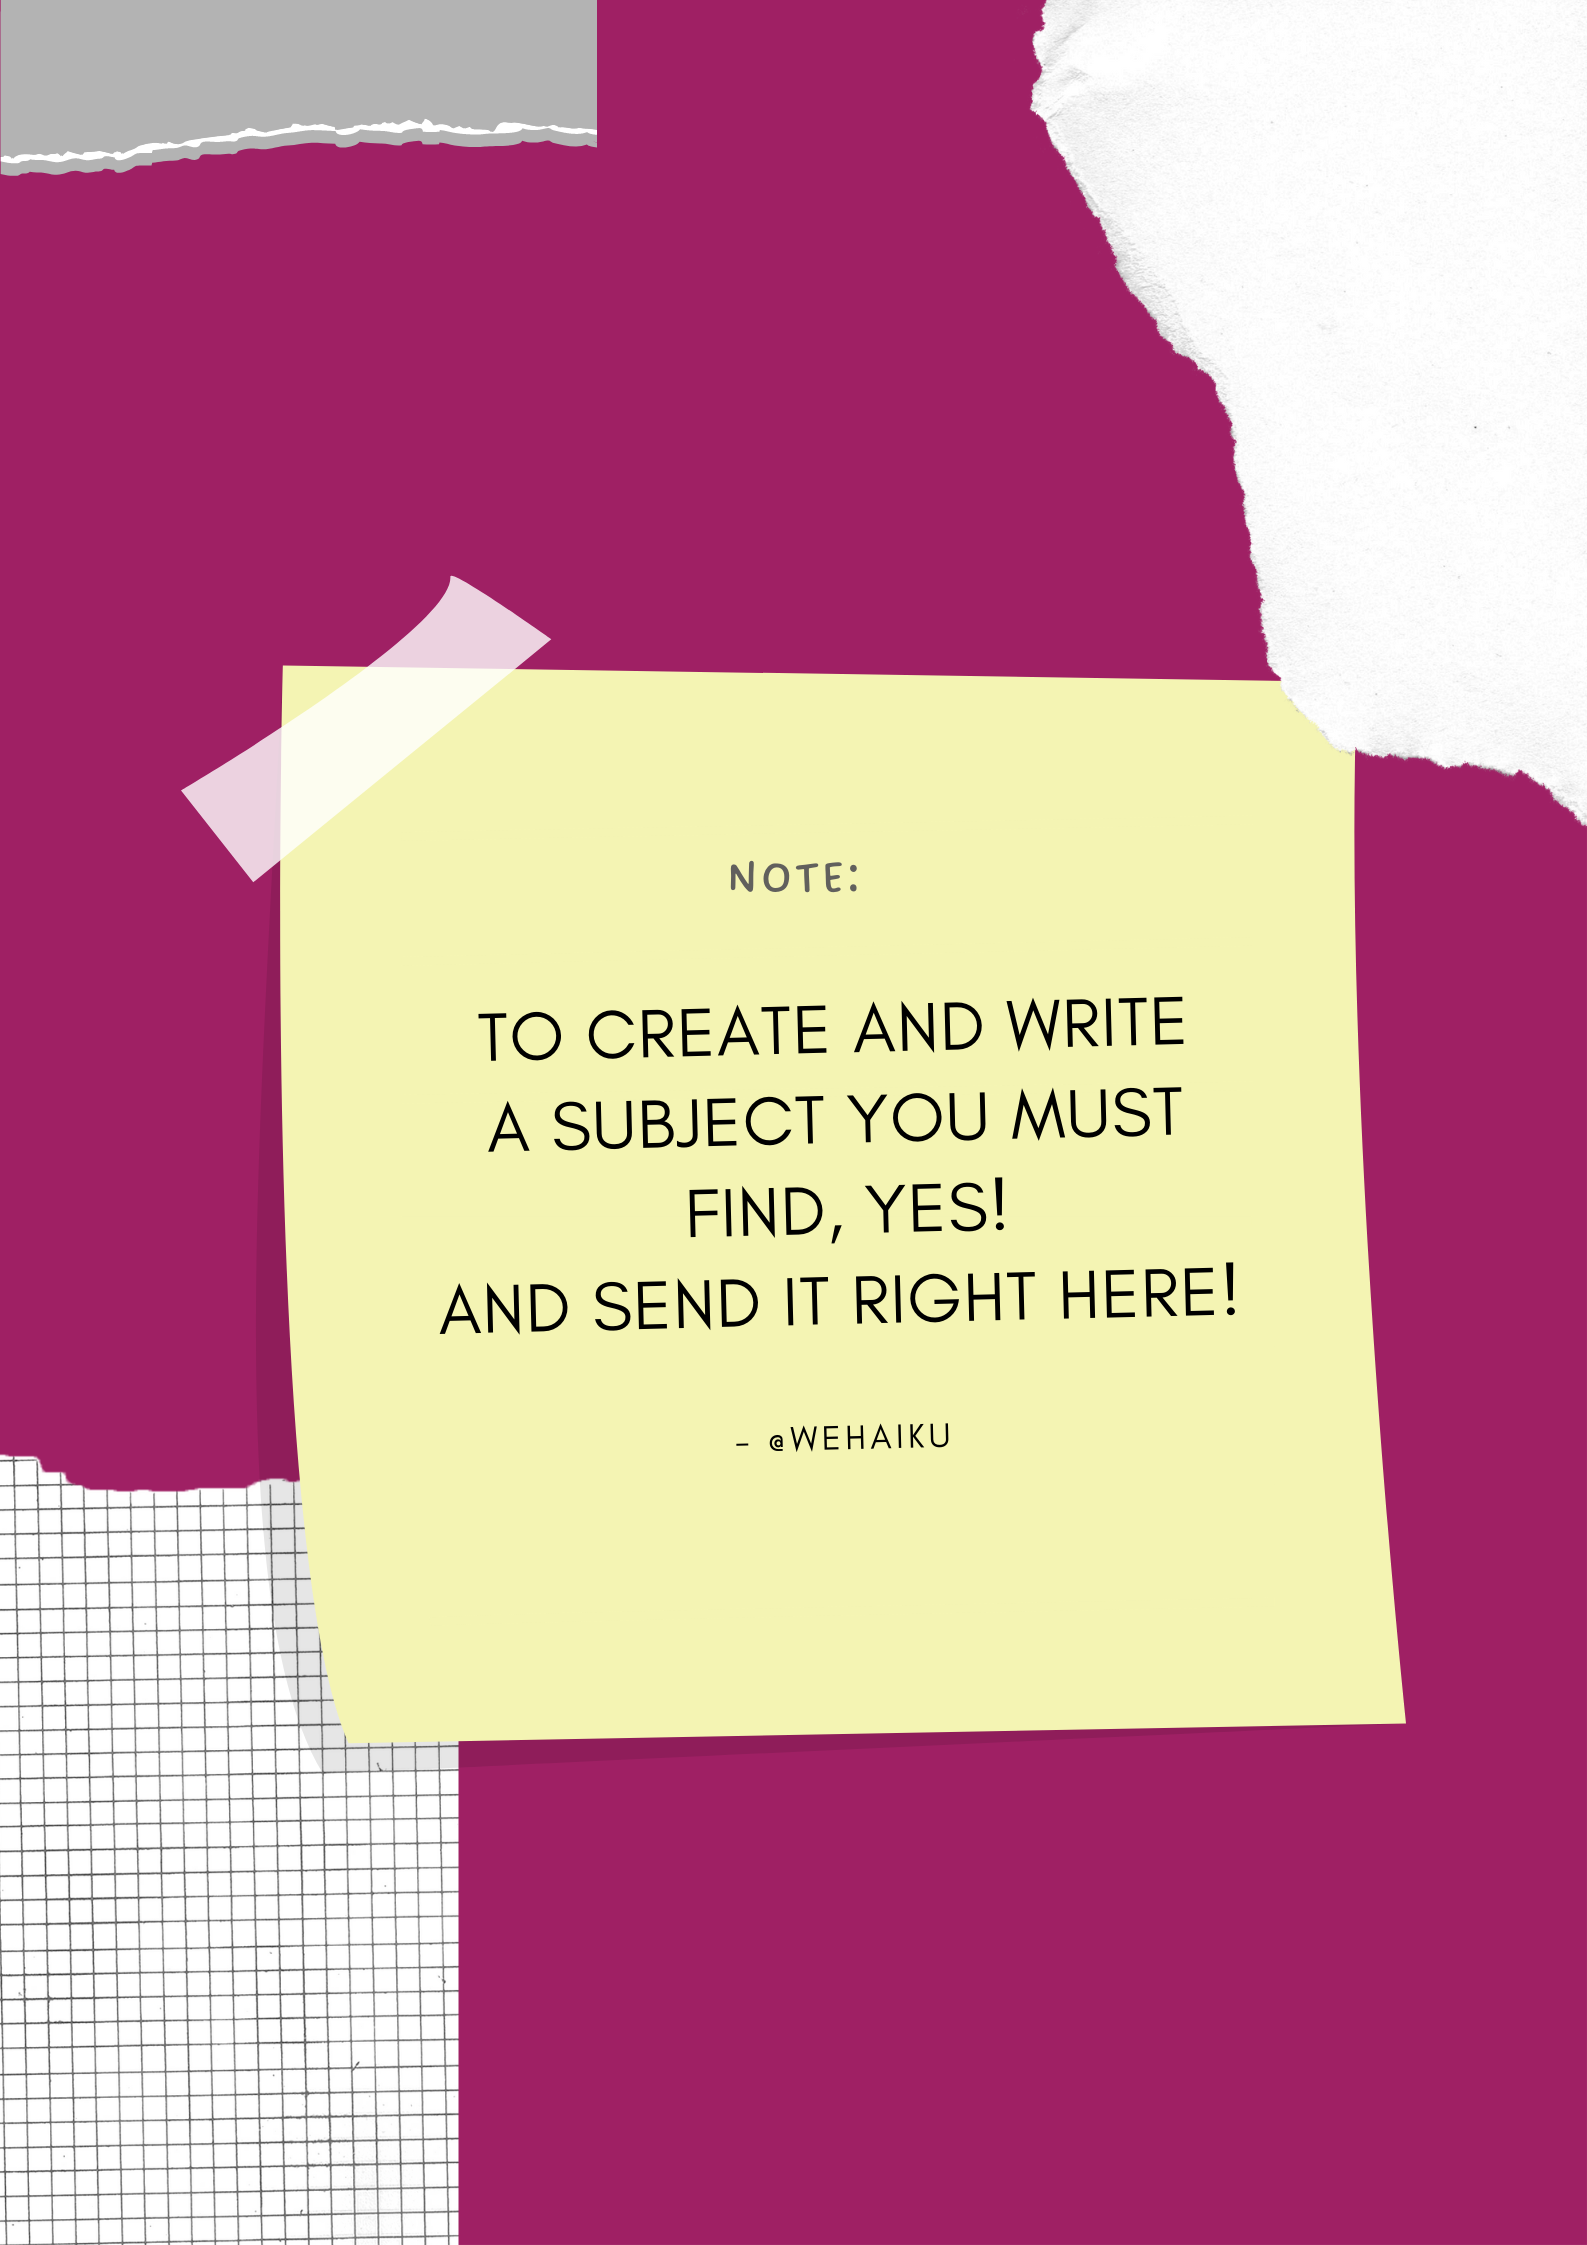 NOTE:
TO CREATE AND WRITE
A SUBJECT YOU MUST
FIND, YES!
AND SEND IT RIGHT HERE!
– @WEHAIKU